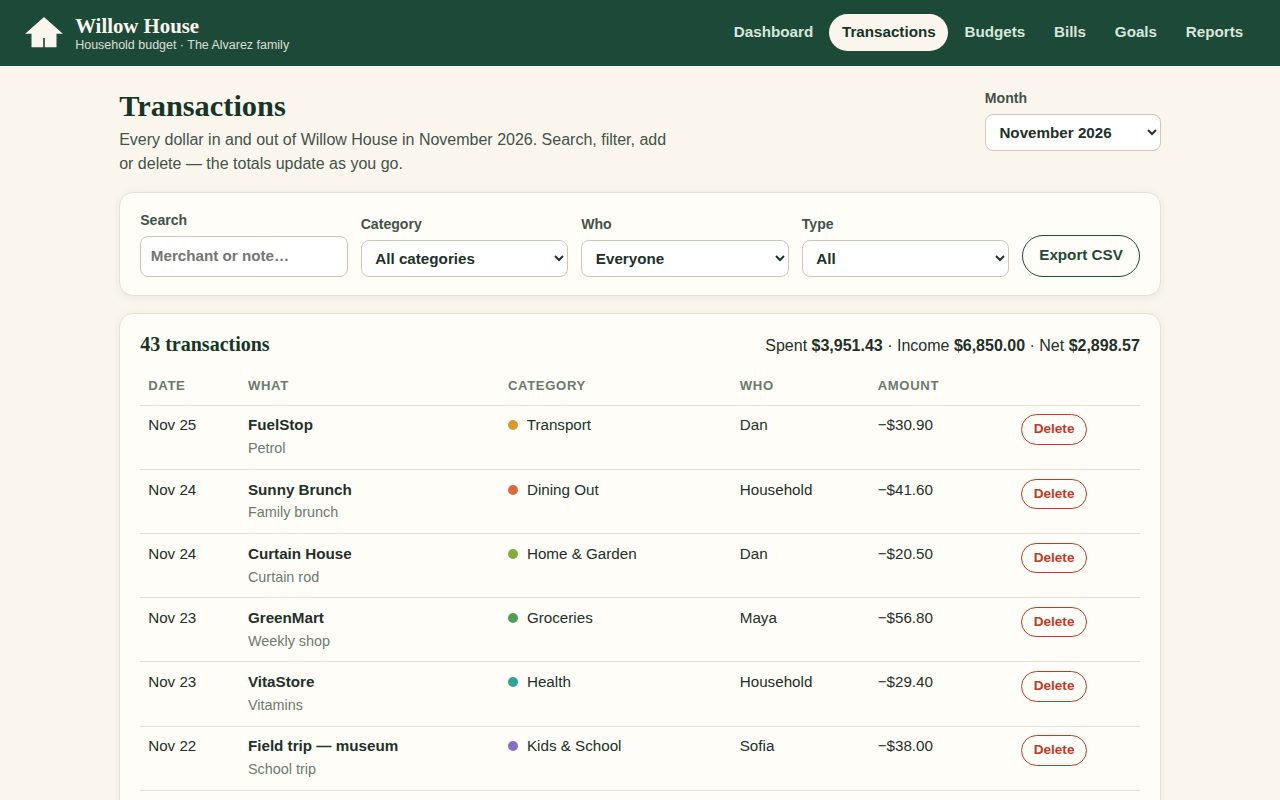 Willow House
Household budget · The Alvarez family
Dashboard Transactions Budgets Bills Goals Reports
Transactions
Every dollar in and out of Willow House in November 2026. Search, filter, add
or delete — the totals update as you go.
Month
November 2026
Search
Merchant or note…
Category
All categories
Who
Everyone
Type
All
Export CSV
43 transactions
Spent $3,951.43 · Income $6,850.00 · Net $2,898.57
DATE WHAT CATEGORY WHO AMOUNT
Nov 25 FuelStop Transport Dan −$30.90 Delete
Petrol
Nov 24 Sunny Brunch Dining Out Household −$41.60 Delete
Family brunch
Nov 24 Curtain House Home & Garden Dan −$20.50 Delete
Curtain rod
Nov 23 GreenMart Groceries Maya −$56.80 Delete
Weekly shop
Nov 23 VitaStore Health Household −$29.40 Delete
Vitamins
Nov 22 Field trip — museum Kids & School Sofia −$38.00 Delete
School trip